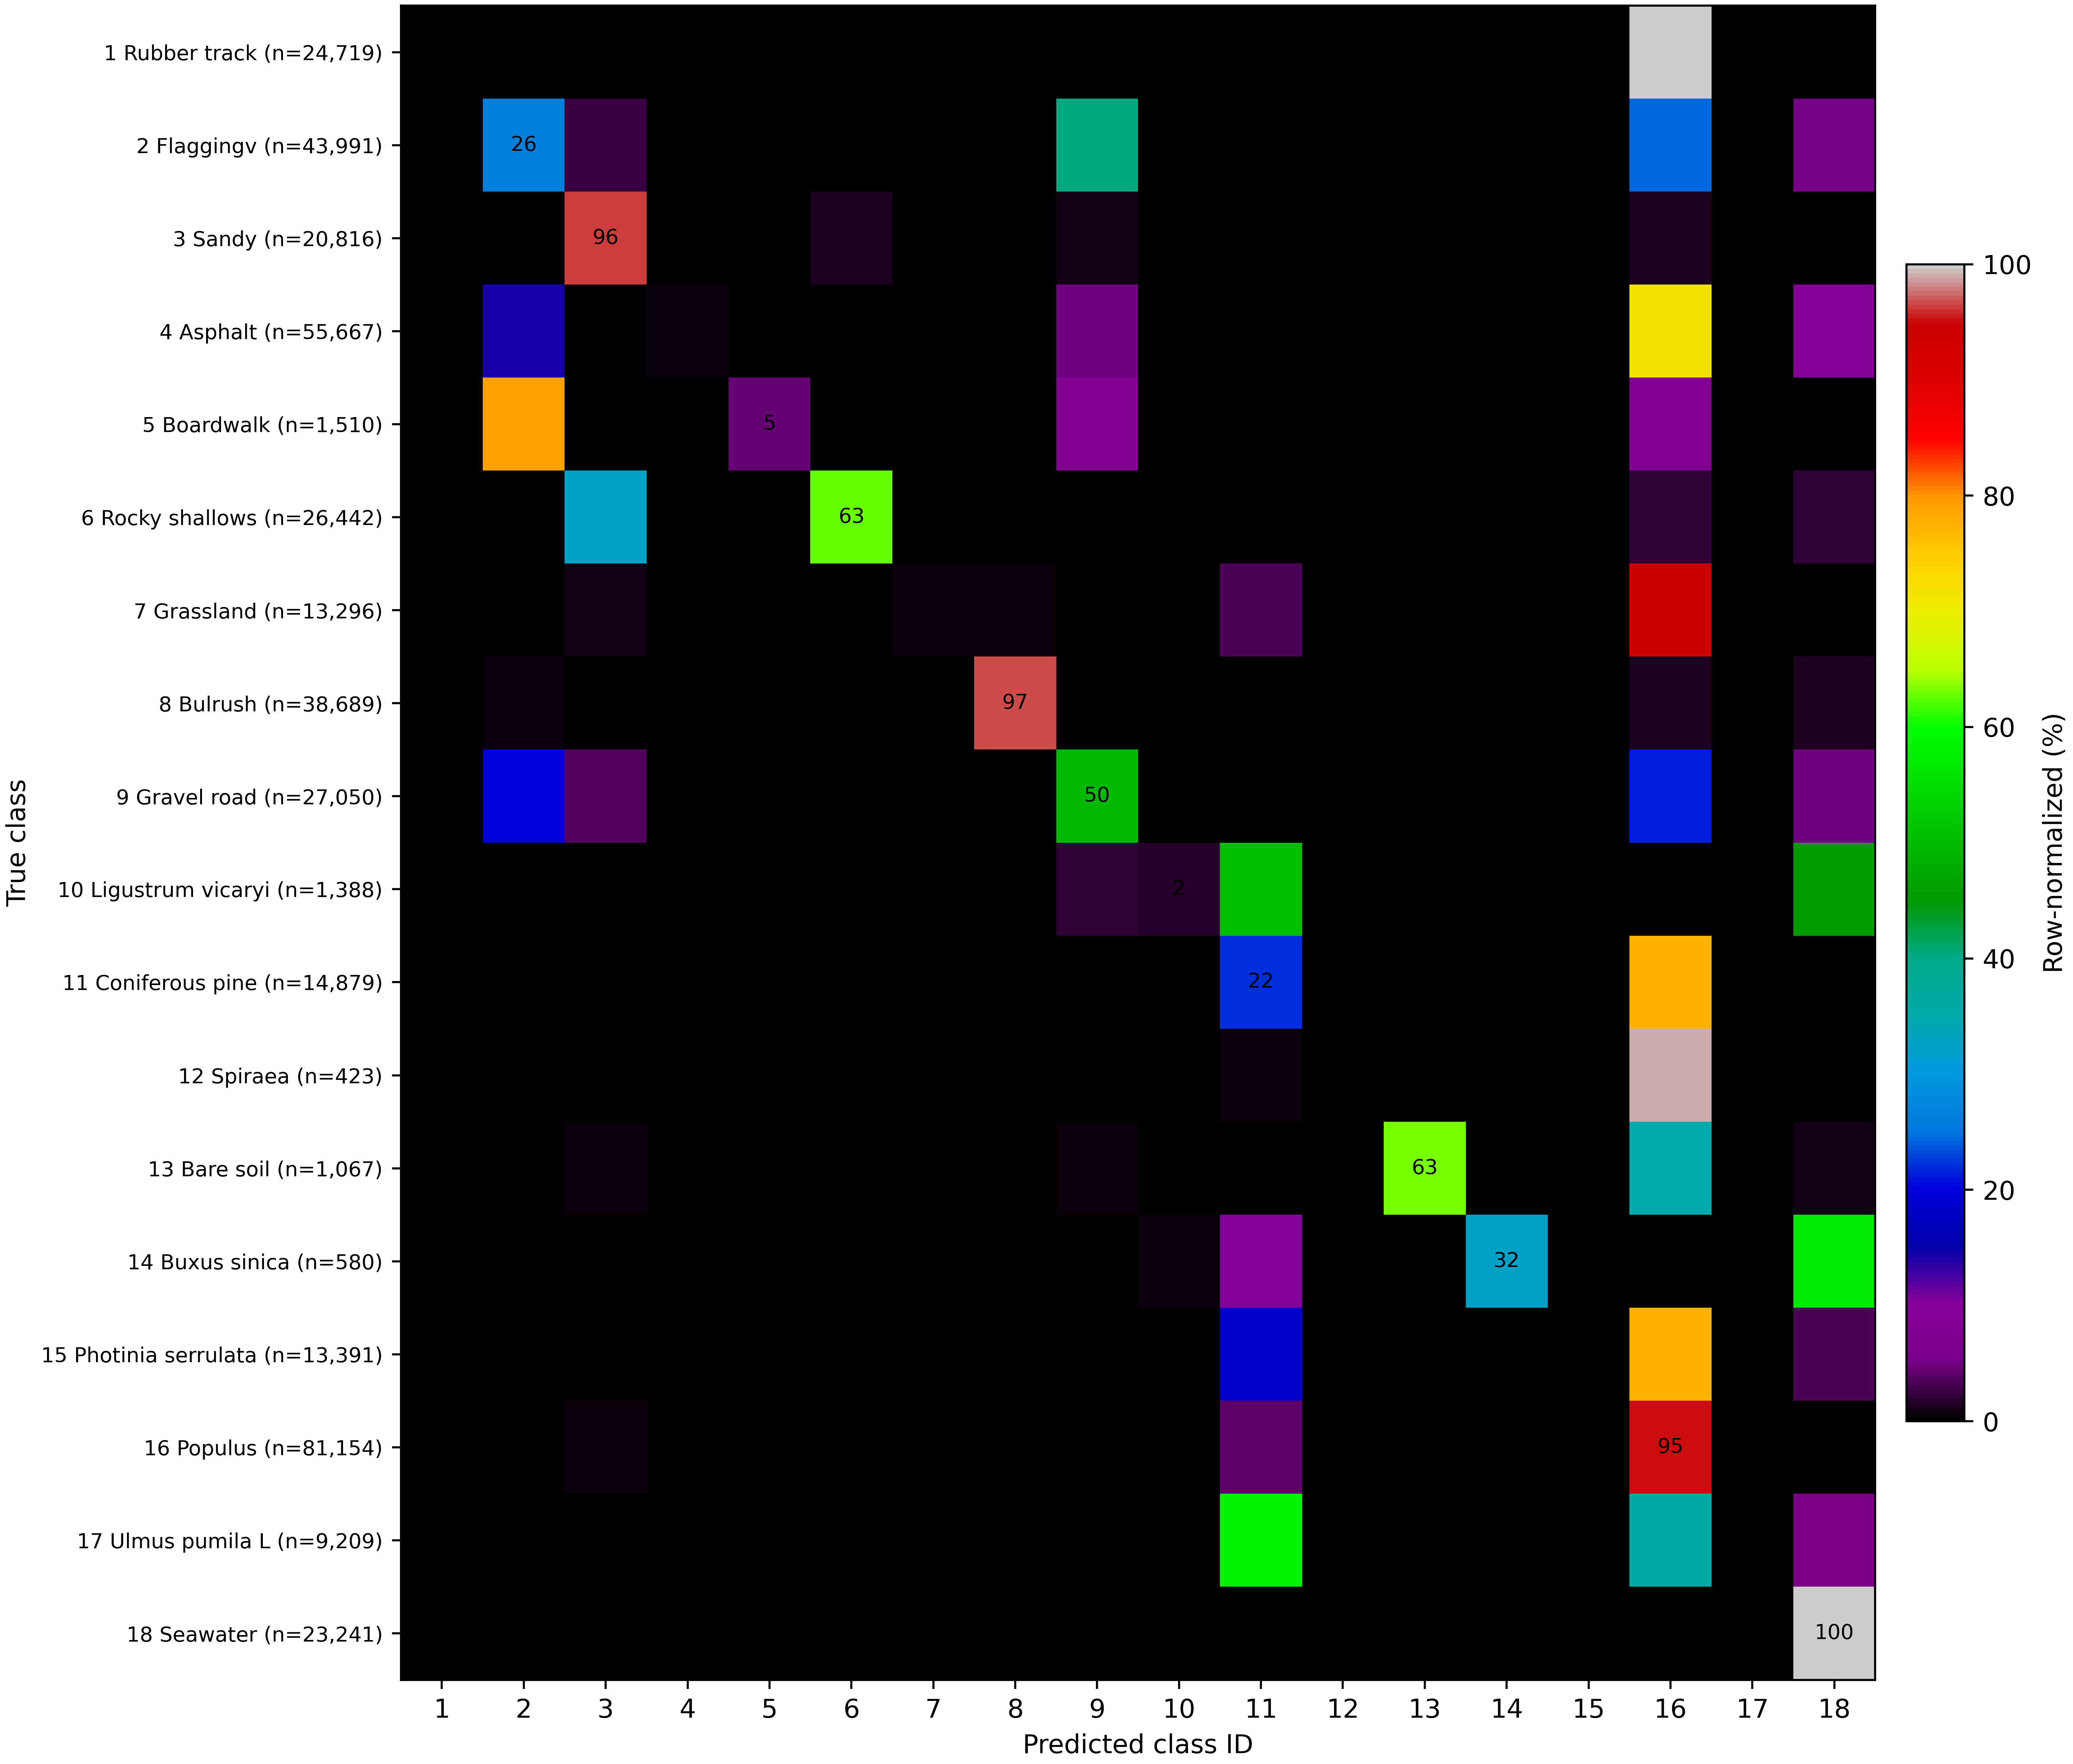 1 Rubber track (n=24,719)
2 Flaggingv (n=43,991)
26
3 Sandy (n=20,816)
96
4 Asphalt (n=55,667)
5 Boardwalk (n=1,510)
5
6 Rocky shallows (n=26,442)
63
7 Grassland (n=13,296)
8 Bulrush (n=38,689)
97
9 Gravel road (n=27,050)
50
10 Ligustrum vicaryi (n=1,388)
2
11 Coniferous pine (n=14,879)
22
12 Spiraea (n=423)
13 Bare soil (n=1,067)
63
14 Buxus sinica (n=580)
32
15 Photinia serrulata (n=13,391)
16 Populus (n=81,154)
95
17 Ulmus pumila L (n=9,209)
18 Seawater (n=23,241)
100
True class
1 2 3 4 5 6 7 8 9 10 11 12 13 14 15 16 17 18
Predicted class ID
100
80
60
40
20
0
Row-normalized (%)